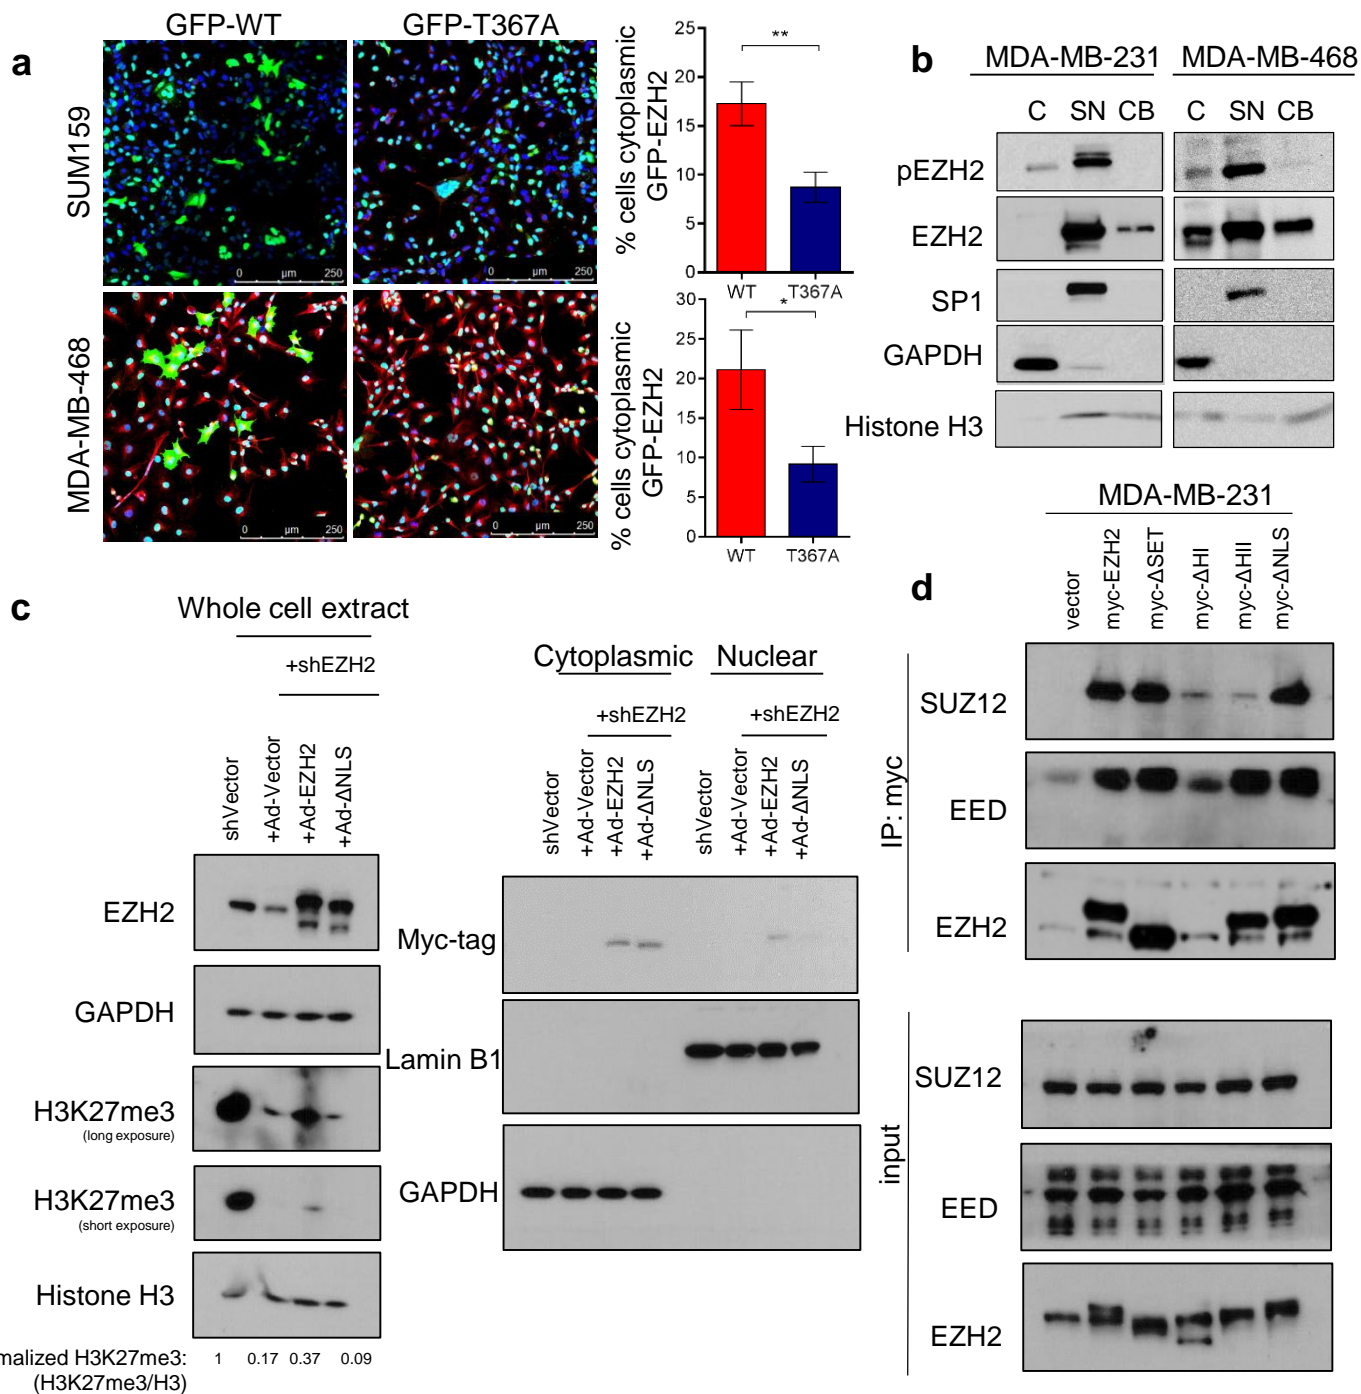 a
GFP-WT
GFP-T367A
SUM159
MDA-MB-468
0 µm 250
0 µm 250
0 µm 250
0 µm 250
% cells cytoplasmic
GFP-EZH2
25
20
15
10
5
0
**
WT
T367A
% cells cytoplasmic
GFP-EZH2
30
25
20
15
10
5
0
*
WT
T367A
b
MDA-MB-231
MDA-MB-468
C SN CB C SN CB
pEZH2
EZH2
SP1
GAPDH
Histone H3
c
Whole cell extract
+shEZH2
shVector
+Ad-Vector
+Ad-EZH2
+Ad-ΔNLS
EZH2
GAPDH
H3K27me3
(long exposure)
H3K27me3
(short exposure)
Histone H3
malized H3K27me3: 1 0.17 0.37 0.09
(H3K27me3/H3)
Cytoplasmic
Nuclear
+shEZH2
+shEZH2
shVector
+Ad-Vector
+Ad-EZH2
+Ad-ΔNLS
shVector
+Ad-Vector
+Ad-EZH2
+Ad-ΔNLS
Myc-tag
Lamin B1
GAPDH
d
MDA-MB-231
vector
myc-EZH2
myc-ΔSET
myc-ΔHI
myc-ΔHII
myc-ΔNLS
IP: myc
SUZ12
EED
EZH2
input
SUZ12
EED
EZH2